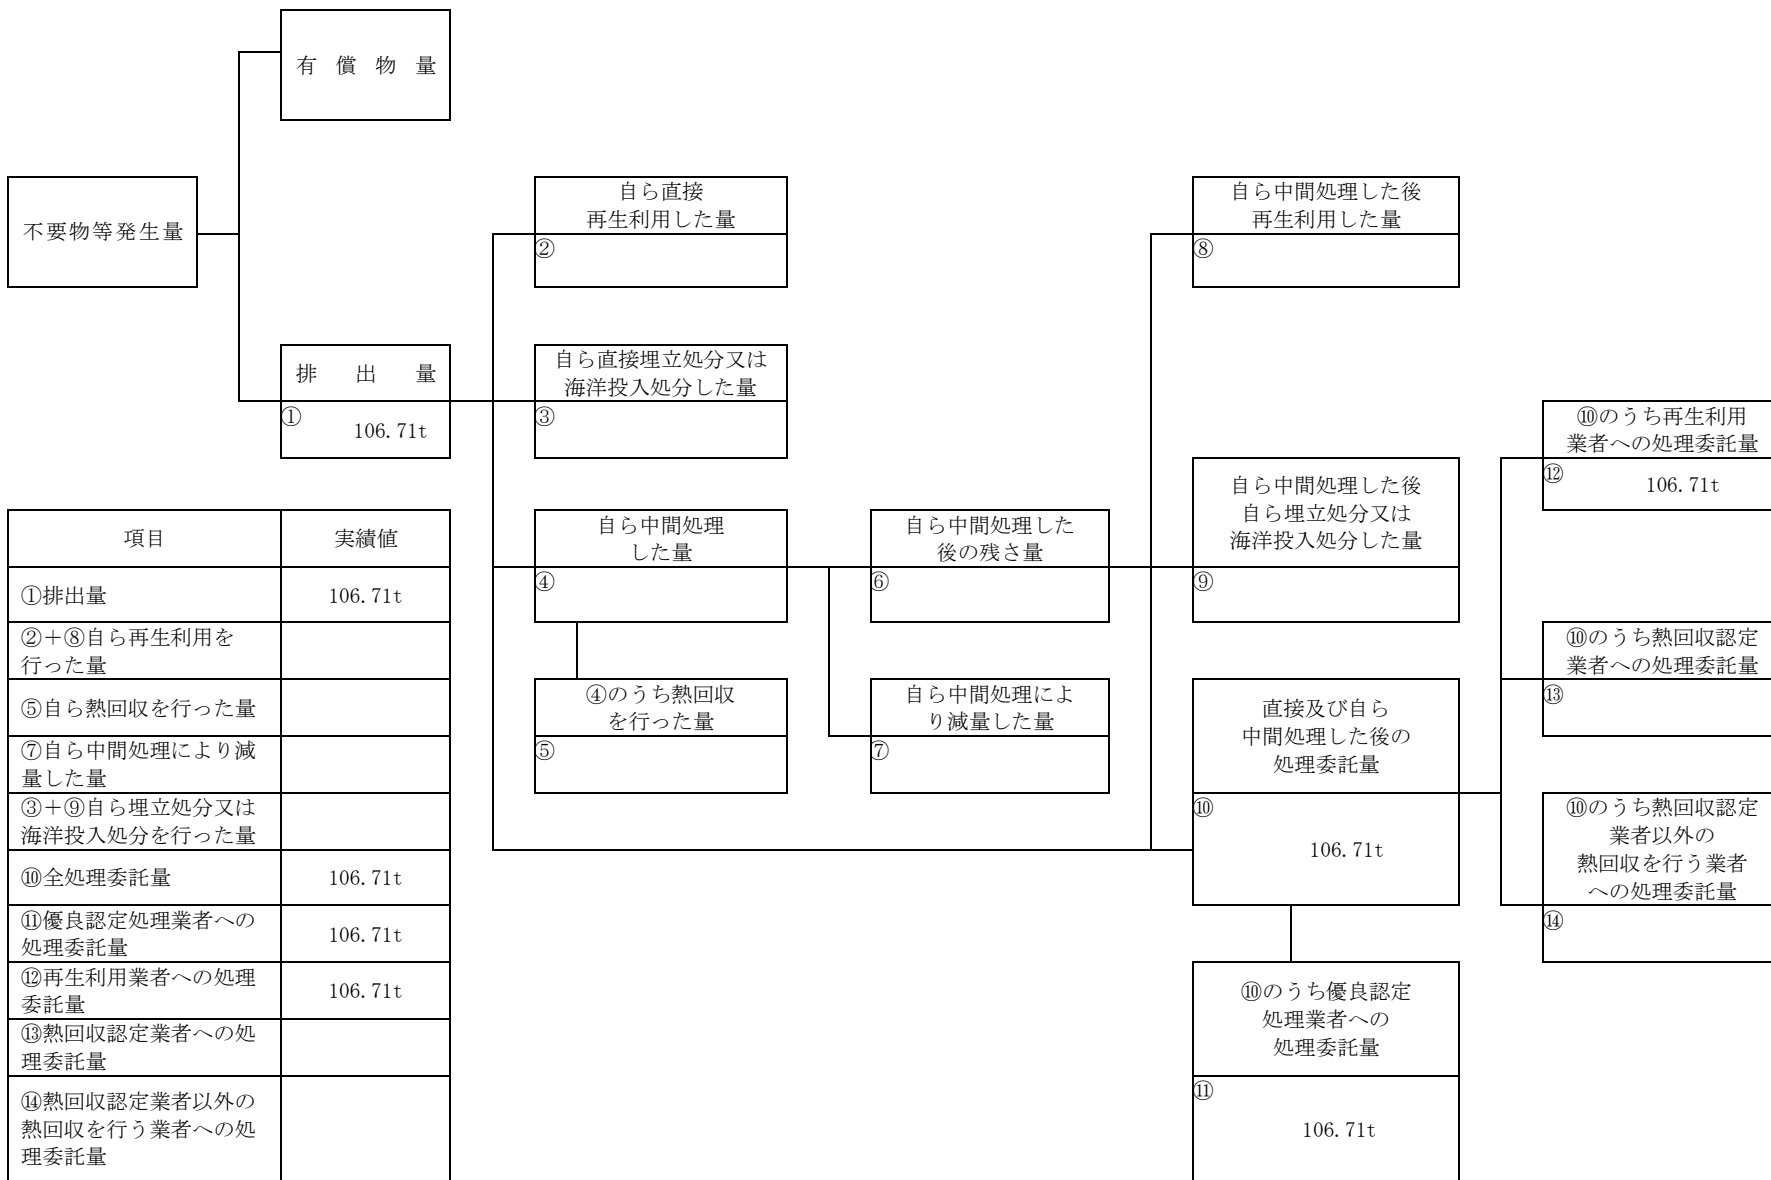 有償物量
不要物等発生量
排出量
①
106.71t
自ら直接
再生利用した量
②
自ら直接埋立処分又は
海洋投入処分した量
③
自ら中間処理
した量
④
④のうち熱回収
を行った量
⑤
自ら中間処理した
後の残さ量
⑥
自ら中間処理によ
り減量した量
⑦
自ら中間処理した後
再生利用した量
⑧
自ら中間処理した後
自ら埋立処分又は
海洋投入処分した量
⑨
直接及び自ら
中間処理した後の
処理委託量
⑩
106.71t
⑩のうち優良認定
処理業者への
処理委託量
⑪
106.71t
⑩のうち再生利用
業者への処理委託量
⑫
106.71t
⑩のうち熱回収認定
業者への処理委託量
⑬
⑩のうち熱回収認定
業者以外の
熱回収を行う業者
への処理委託量
⑭
項目 実績値
①排出量 106.71t
②+⑧自ら再生利用を
行った量
⑤自ら熱回収を行った量
⑦自ら中間処理により減
量した量
③+⑨自ら埋立処分又は
海洋投入処分を行った量
⑩全処理委託量 106.71t
⑪優良認定処理業者への
処理委託量 106.71t
⑫再生利用業者への処理
委託量 106.71t
⑬熱回収認定業者への処
理委託量
⑭熱回収認定業者以外の
熱回収を行う業者への処
理委託量